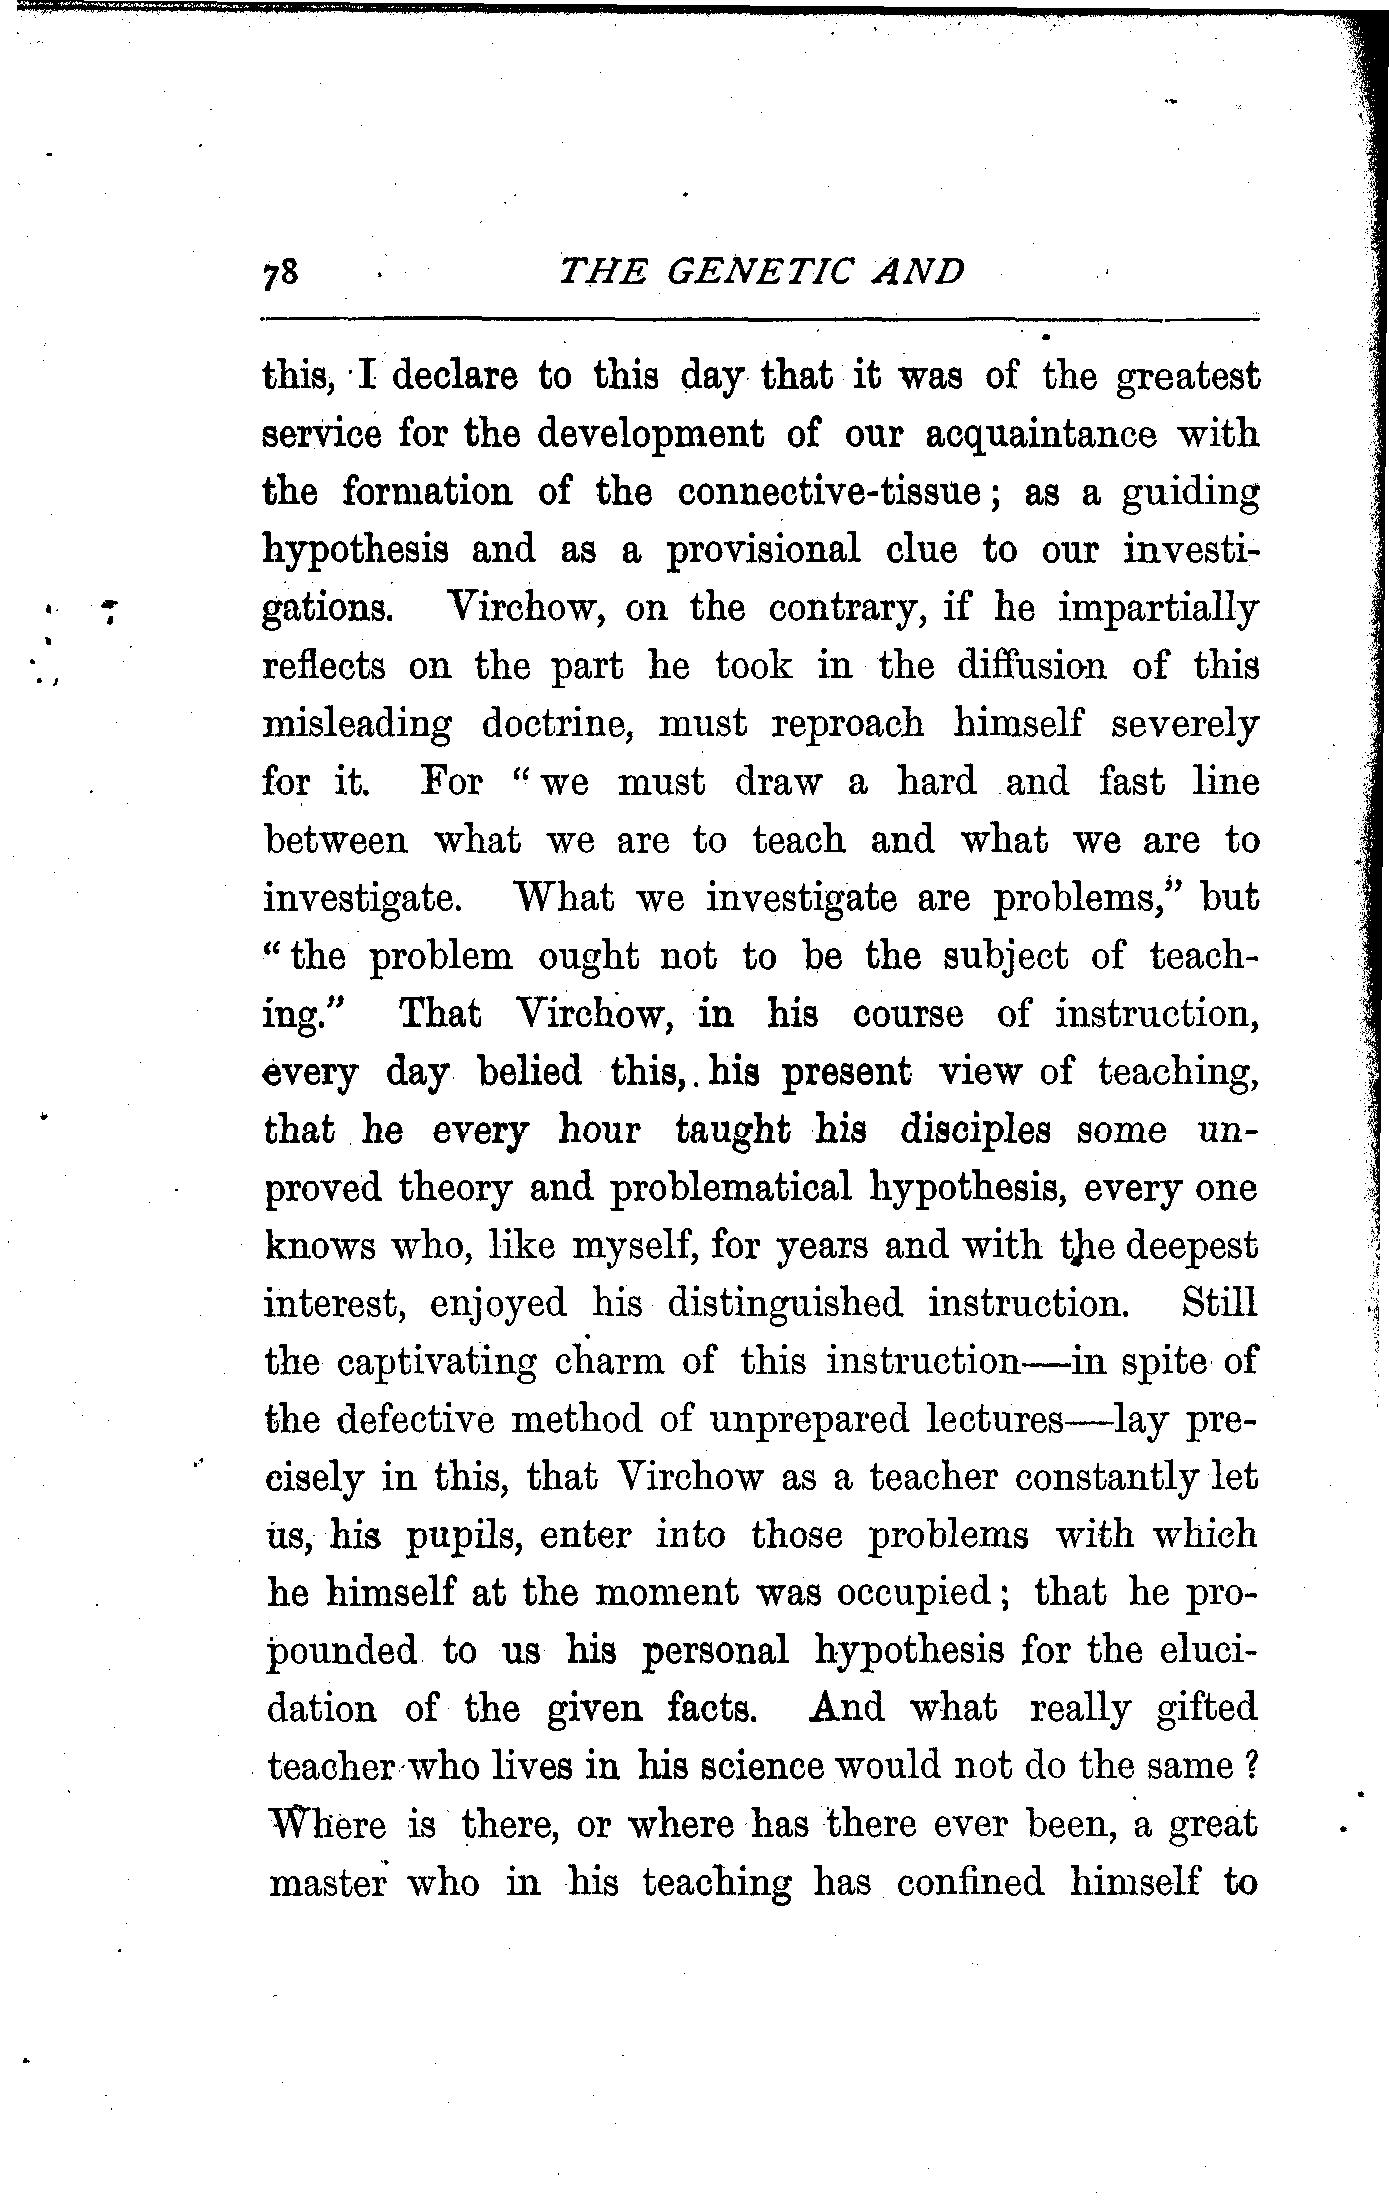 78 THE GENETIC AND
this, I declare to this day that it was of the greatest
service for the development of our acquaintance with
the formation of the connective-tissue; as a guiding
hypothesis and as a provisional clue to our investi-
gations. Virchow, on the contrary, if he impartially
reflects on the part he took in the diffusion of this
misleading doctrine, must reproach himself severely
for it. For "we must draw a hard and fast line
between what we are to teach and what we are to
investigate. What we investigate are problems," but
"the problem ought not to be the subject of teach-
ing." That Virchow, in his course of instruction,
every day belied this, his present view of teaching,
that he every hour taught his disciples some un-
proved theory and problematical hypothesis, every one
knows who, like myself, for years and with the deepest
interest, enjoyed his distinguished instruction. Still
the captivating charm of this instruction—in spite of
the defective method of unprepared lectures—lay pre-
cisely in this, that Virchow as a teacher constantly let
us, his pupils, enter into those problems with which
he himself at the moment was occupied; that he pro-
pounded to us his personal hypothesis for the eluci-
dation of the given facts. And what really gifted
teacher who lives in his science would not do the same?
Where is there, or where has there ever been, a great
master who in his teaching has confined himself to